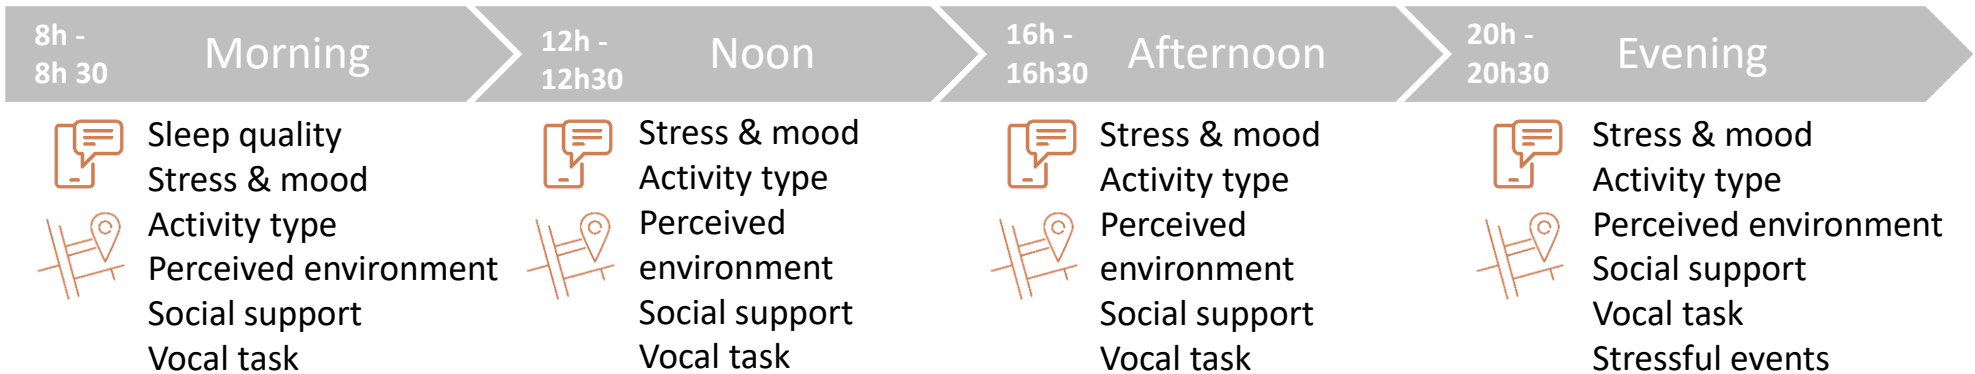 8h -
8h 30
Morning
12h -
12h30
Noon
16h -
16h30
Afternoon
20h -
20h30
Evening
Sleep quality
Stress & mood
Activity type
Perceived environment
Social support
Vocal task
Stress & mood
Activity type
Perceived
environment
Social support
Vocal task
Stress & mood
Activity type
Perceived
environment
Social support
Vocal task
Stress & mood
Activity type
Perceived environment
Social support
Vocal task
Stressful events